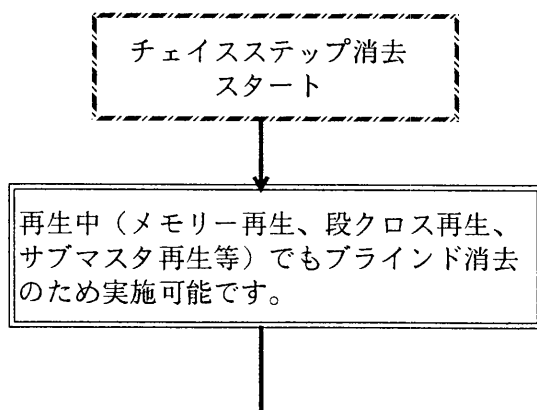 チェイスステップ消去
スタート
再生中（メモリー再生、段クロス再生、
サブマスタ再生等）でもブラインド消去
のため実施可能です。